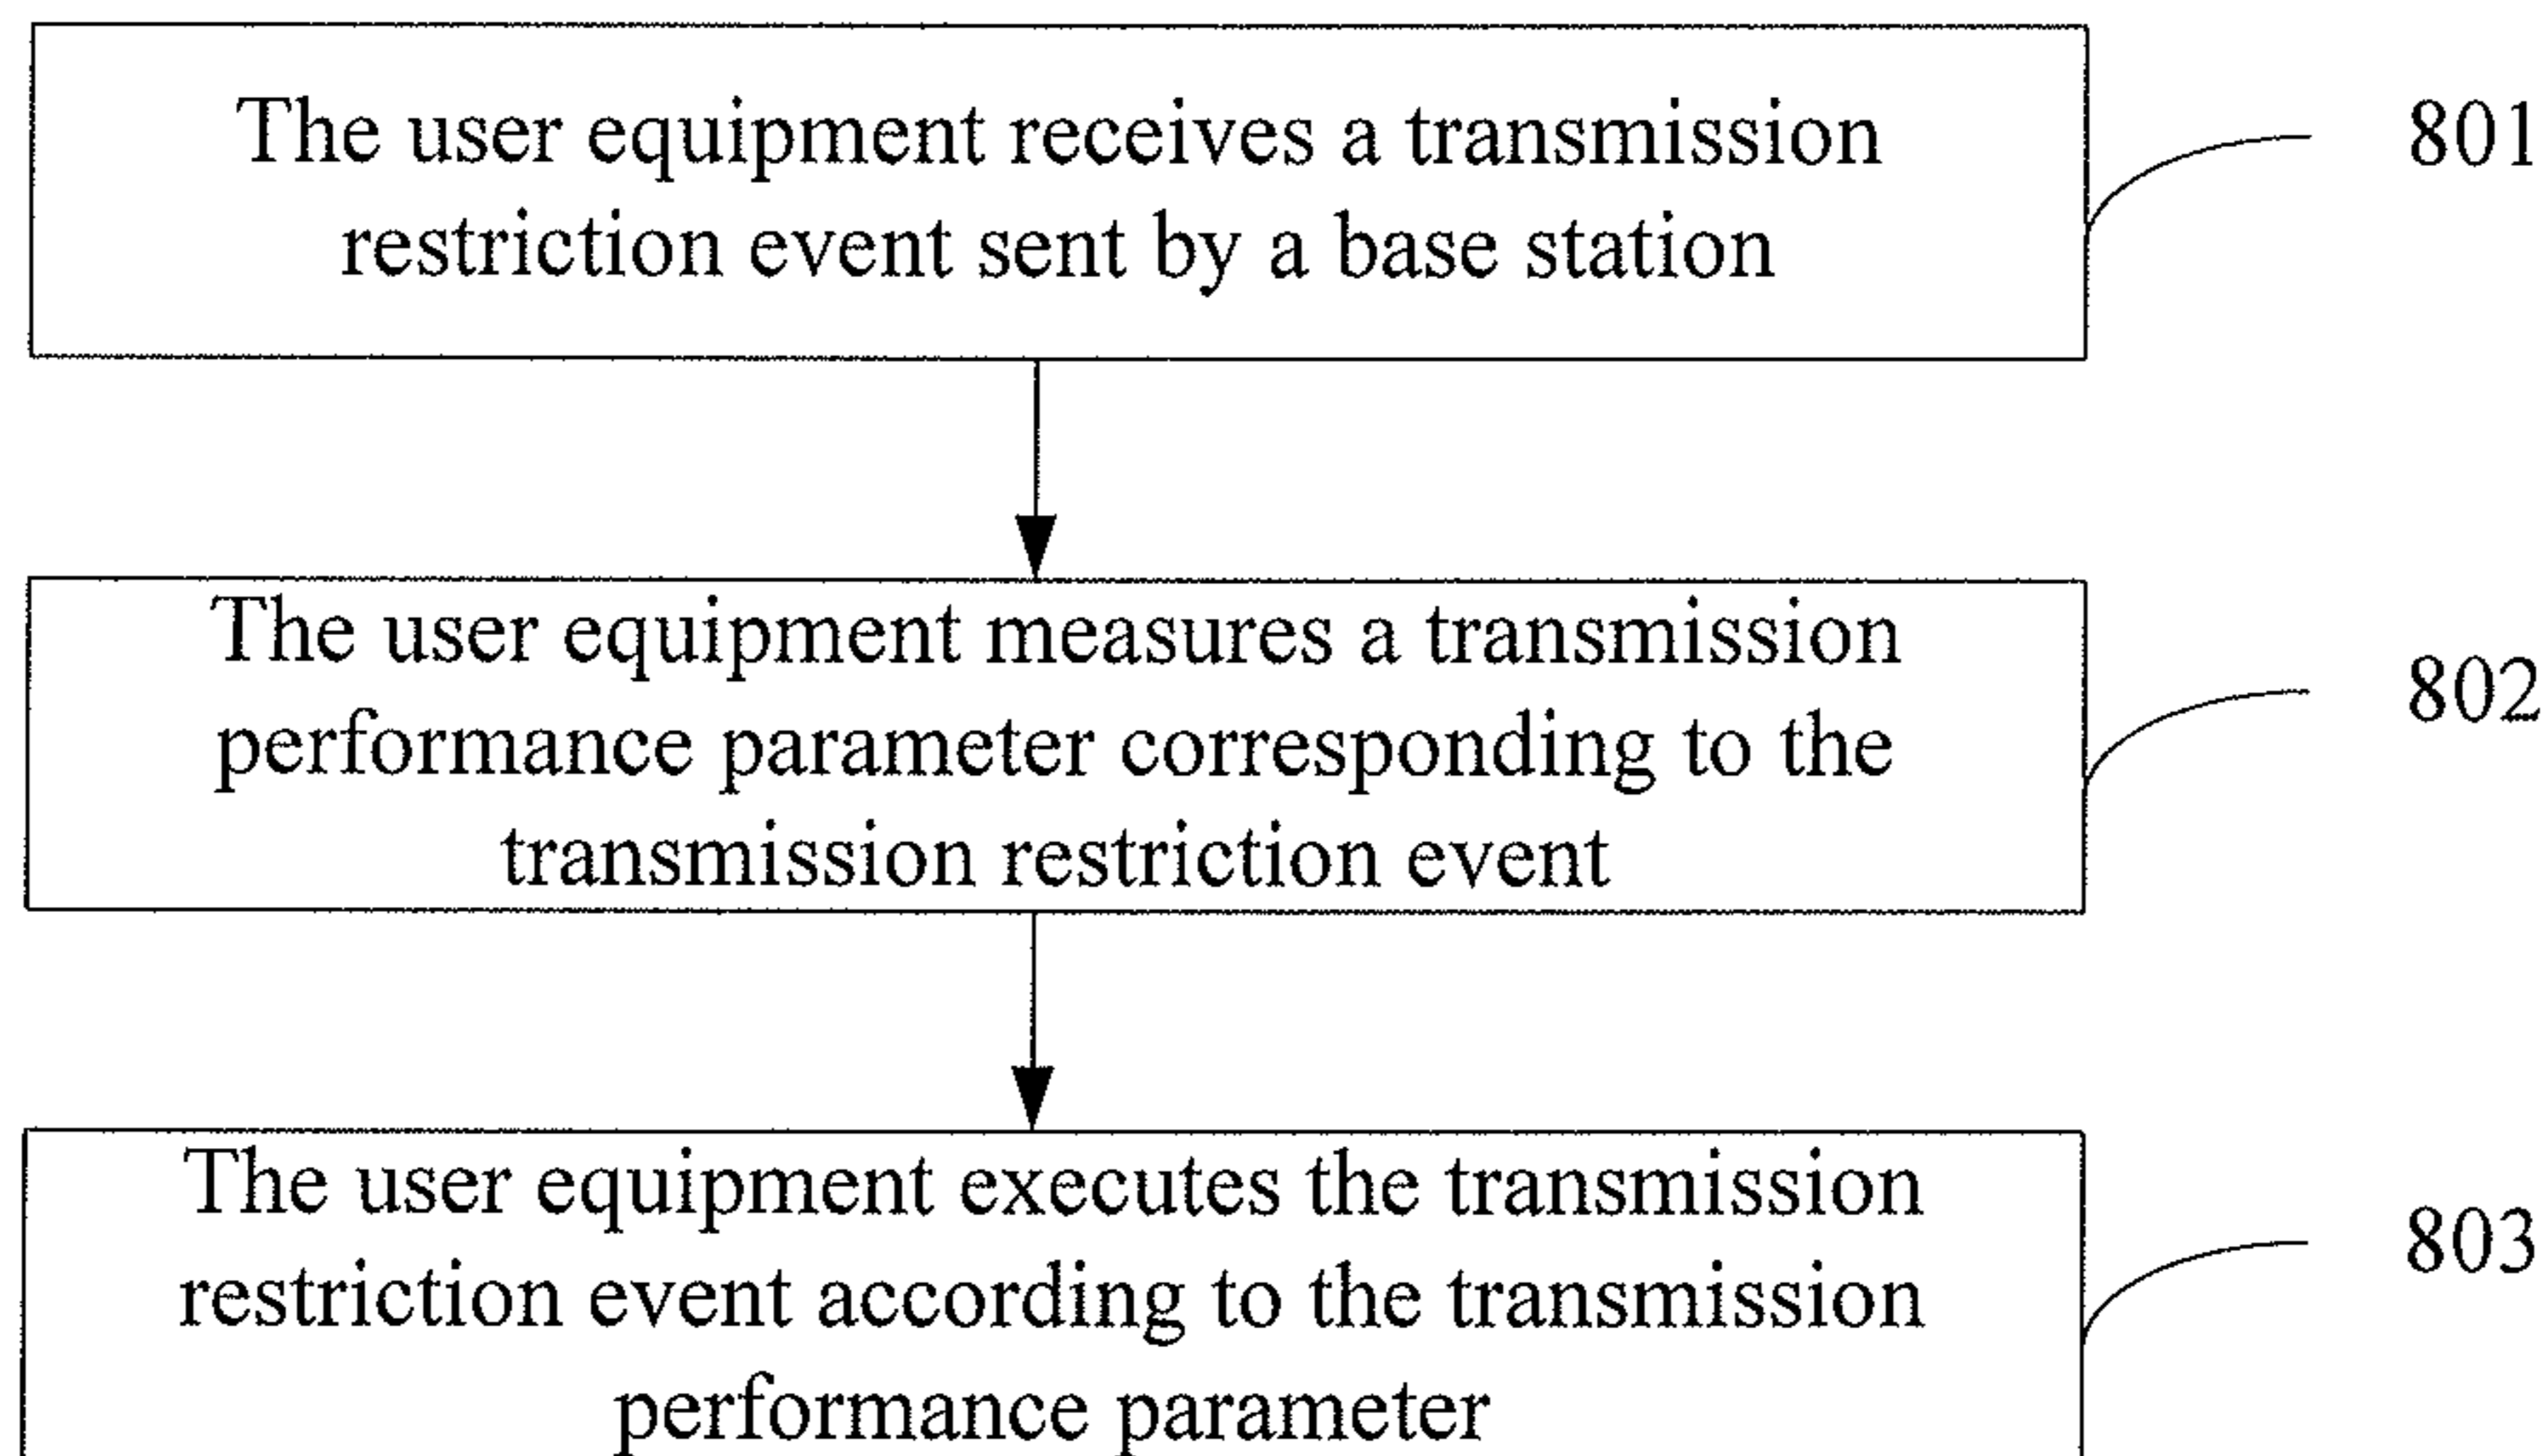 The user equipment receives a transmission
restriction event sent by a base station
801
The user equipment measures a transmission
performance parameter corresponding to the
transmission restriction event
802
The user equipment executes the transmission
restriction event according to the transmission
performance parameter
803